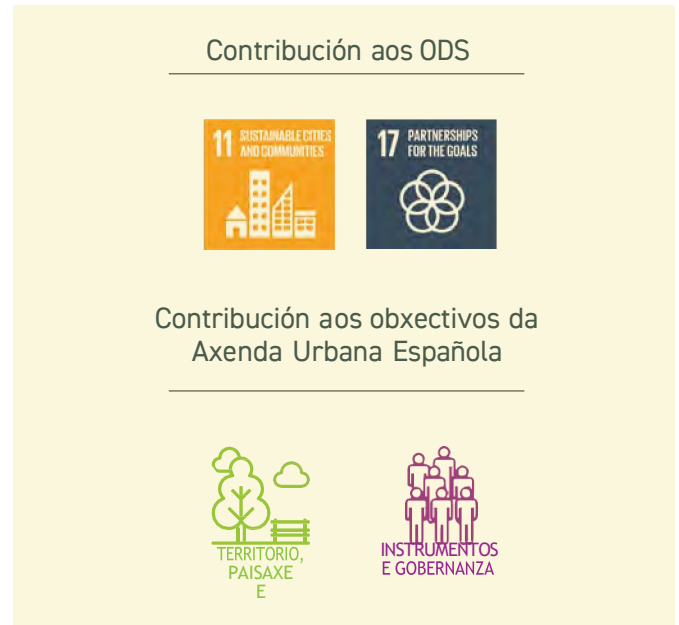 Contribución aos ODS
11 SUSTAINABLE CITIES
AND COMMUNITIES
17 PARTNERSHIPS
FOR THE GOALS
Contribución aos obxectivos da
Axenda Urbana Española
TERRITORIO,
PAISAXE
E
INSTRUMENTOS
E GOBERNANZA